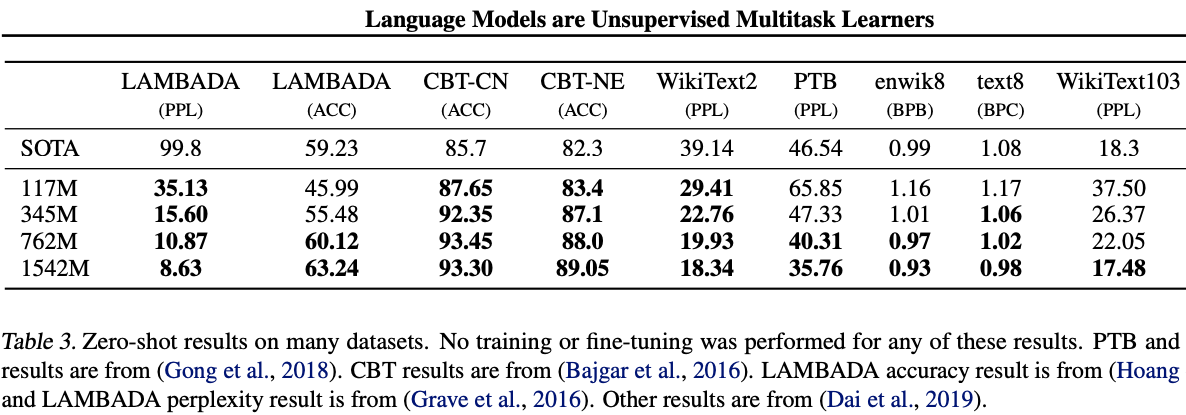 Language Models are Unsupervised Multitask Learners
LAMBADA LAMBADA CBT-CN CBT-NE WikiText2 PTB enwik8 text8 WikiText103
(PPL) (ACC) (ACC) (ACC) (PPL) (PPL) (BPB) (BPC) (PPL)
SOTA 99.8 59.23 85.7 82.3 39.14 46.54 0.99 1.08 18.3
117M 35.13 45.99 87.65 83.4 29.41 65.85 1.16 1.17 37.50
345M 15.60 55.48 92.35 87.1 22.76 47.33 1.01 1.06 26.37
762M 10.87 60.12 93.45 88.0 19.93 40.31 0.97 1.02 22.05
1542M 8.63 63.24 93.30 89.05 18.34 35.76 0.93 0.98 17.48
Table 3. Zero-shot results on many datasets. No training or fine-tuning was performed for any of these results. PTB and
results are from (Gong et al., 2018). CBT results are from (Bajgar et al., 2016). LAMBADA accuracy result is from (Hoang
and LAMBADA perplexity result is from (Grave et al., 2016). Other results are from (Dai et al., 2019).